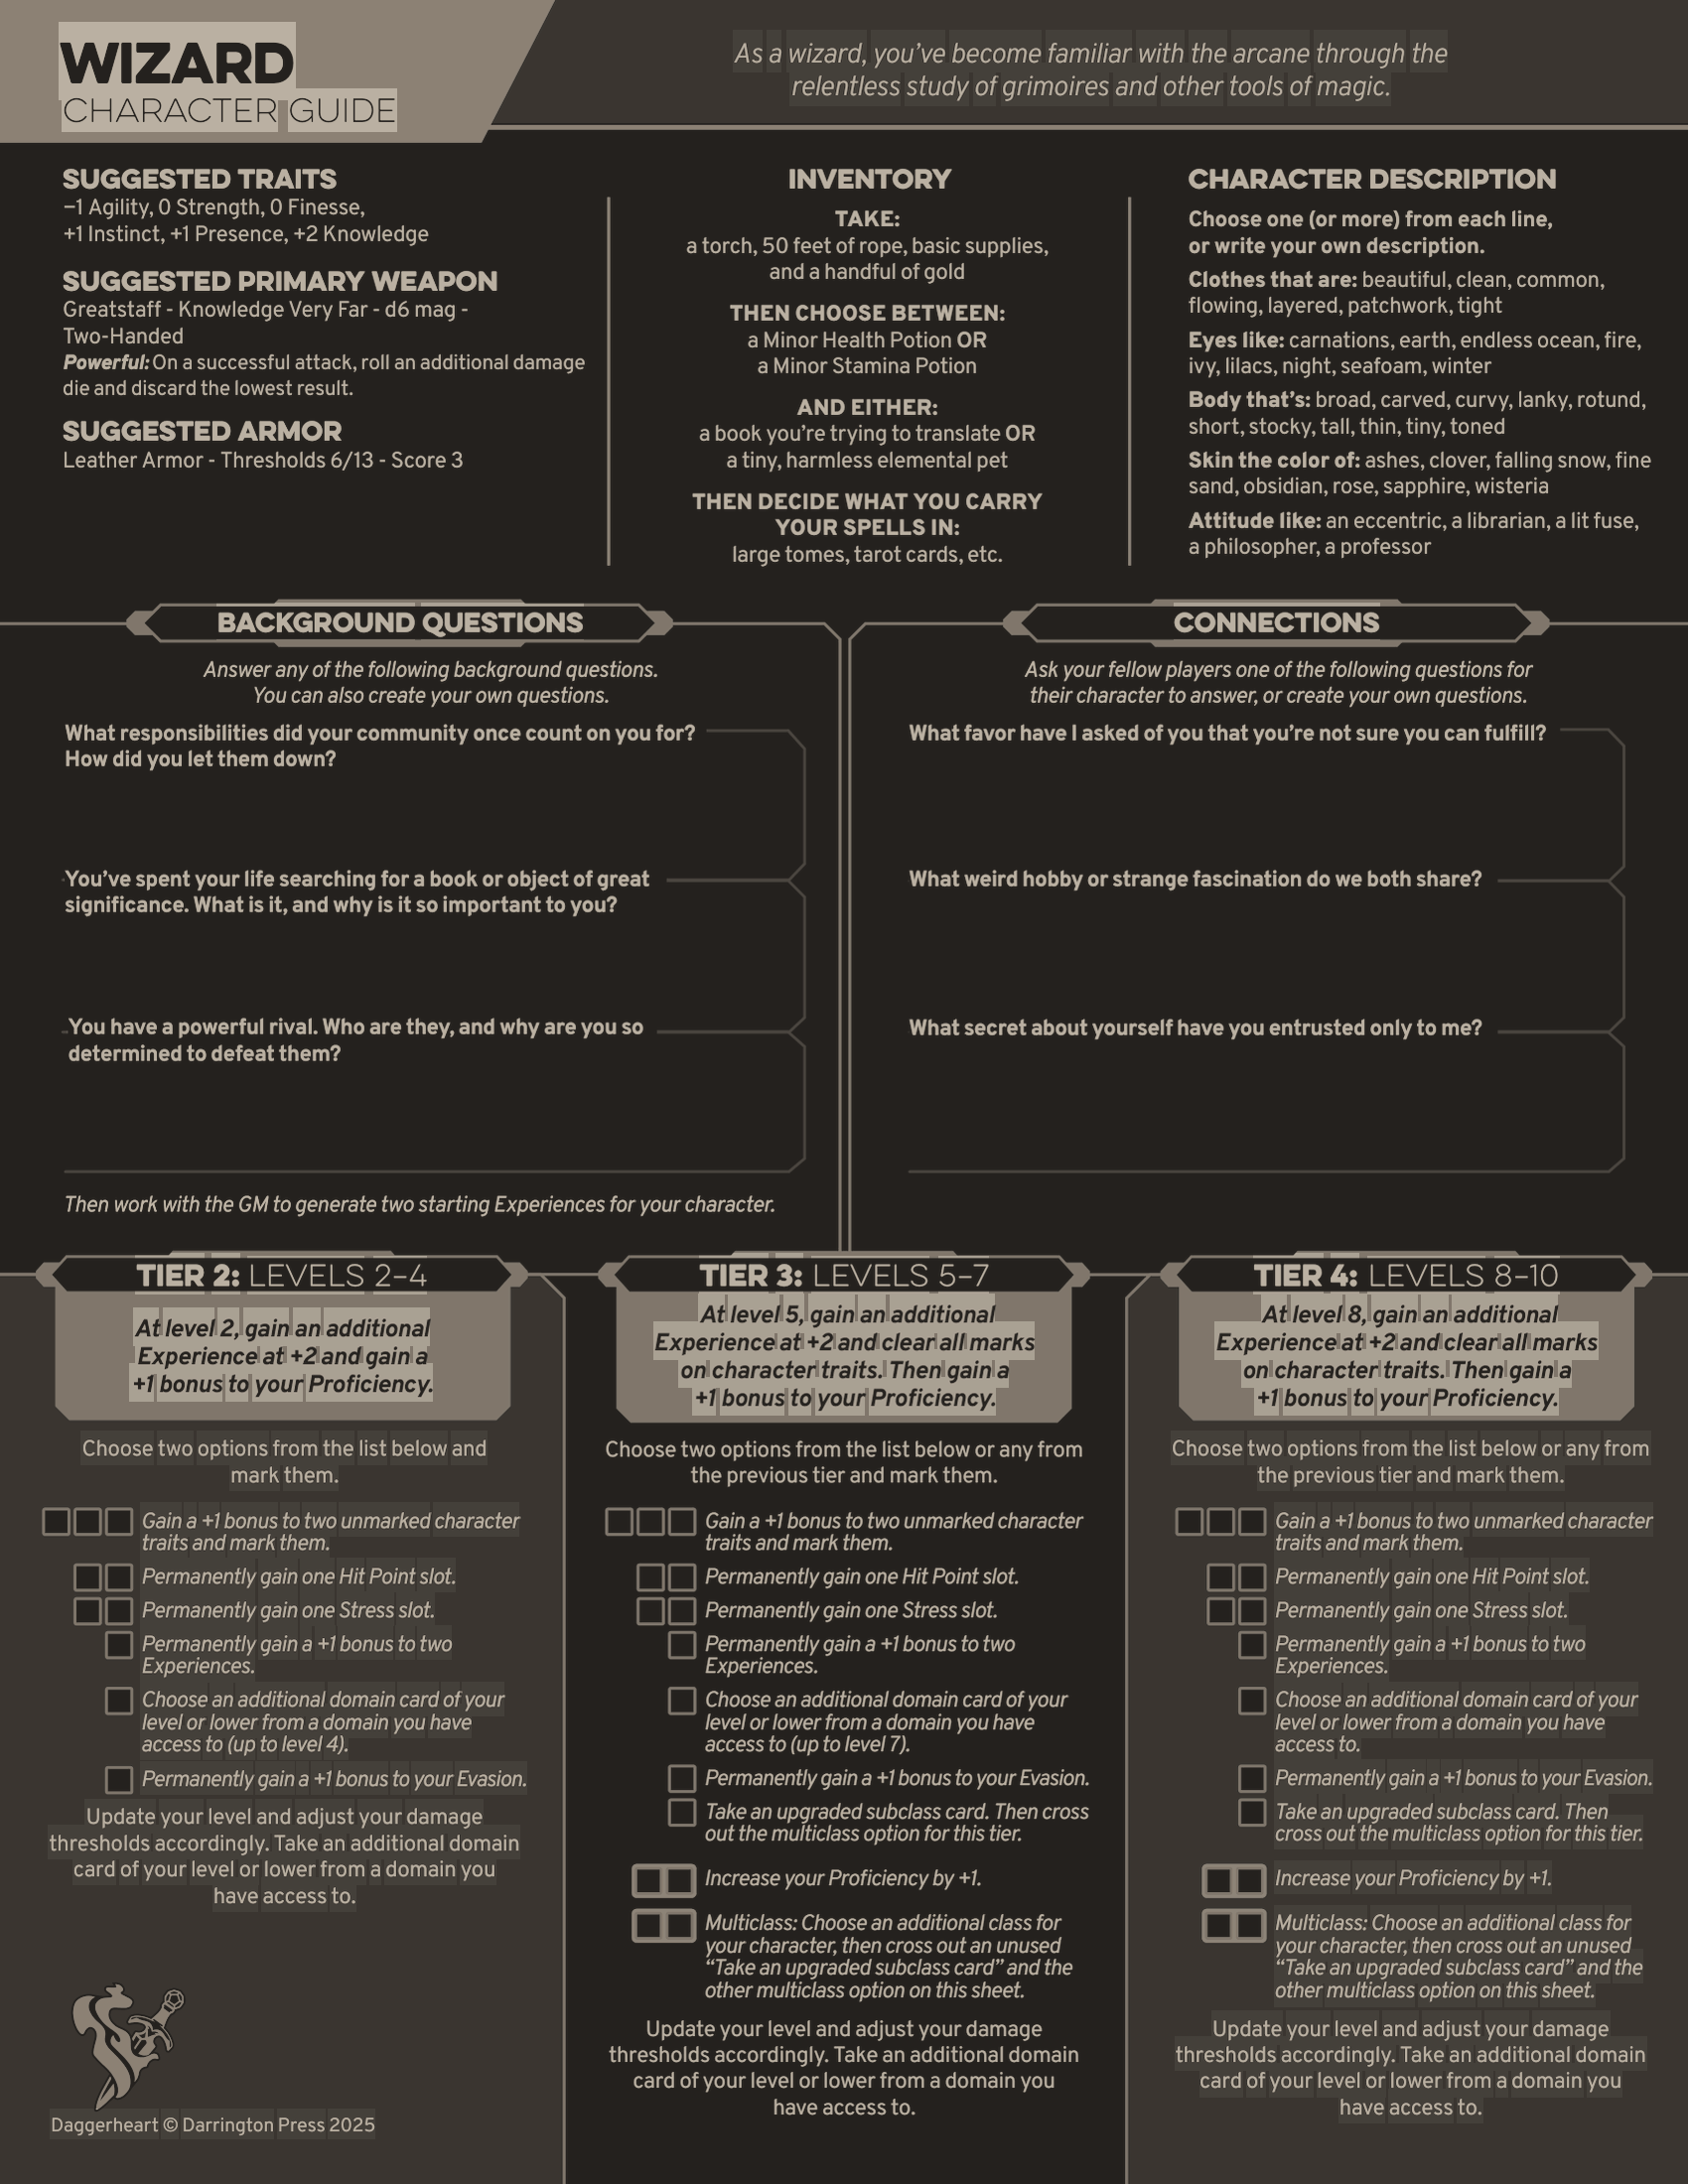 WIZARD
CHARACTER GUIDE
As a wizard, you've become familiar with the arcane through the
relentless study of grimoires and other tools of magic.
SUGGESTED TRAITS
−1 Agility, 0 Strength, 0 Finesse,
+1 Instinct, +1 Presence, +2 Knowledge
SUGGESTED PRIMARY WEAPON
Greatstaff - Knowledge Very Far - d6 mag -
Two-Handed
Powerful: On a successful attack, roll an additional damage
die and discard the lowest result.
SUGGESTED ARMOR
Leather Armor - Thresholds 6/13 - Score 3
INVENTORY
TAKE:
a torch, 50 feet of rope, basic supplies,
and a handful of gold
THEN CHOOSE BETWEEN:
a Minor Health Potion OR
a Minor Stamina Potion
AND EITHER:
a book you're trying to translate OR
a tiny, harmless elemental pet
THEN DECIDE WHAT YOU CARRY
YOUR SPELLS IN:
large tomes, tarot cards, etc.
CHARACTER DESCRIPTION
Choose one (or more) from each line,
or write your own description.
Clothes that are: beautiful, clean, common,
flowing, layered, patchwork, tight
Eyes like: carnations, earth, endless ocean, fire,
ivy, lilacs, night, seafoam, winter
Body that's: broad, carved, curvy, lanky, rotund,
short, stocky, tall, thin, tiny, toned
Skin the color of: ashes, clover, falling snow, fine
sand, obsidian, rose, sapphire, wisteria
Attitude like: an eccentric, a librarian, a lit fuse,
a philosopher, a professor
BACKGROUND QUESTIONS
Answer any of the following background questions.
You can also create your own questions.
What responsibilities did your community once count on you for?
How did you let them down?
You've spent your life searching for a book or object of great
significance. What is it, and why is it so important to you?
You have a powerful rival. Who are they, and why are you so
determined to defeat them?
Then work with the GM to generate two starting Experiences for your character.
CONNECTIONS
Ask your fellow players one of the following questions for
their character to answer, or create your own questions.
What favor have I asked of you that you're not sure you can fulfill?
What weird hobby or strange fascination do we both share?
What secret about yourself have you entrusted only to me?
TIER 2: LEVELS 2–4
At level 2, gain an additional
Experience at +2 and gain a
+1 bonus to your Proficiency.
Choose two options from the list below and
mark them.
Gain a +1 bonus to two unmarked character
traits and mark them.
Permanently gain one Hit Point slot.
Permanently gain one Stress slot.
Permanently gain a +1 bonus to two
Experiences.
Choose an additional domain card of your
level or lower from a domain you have
access to (up to level 4).
Permanently gain a +1 bonus to your Evasion.
Update your level and adjust your damage
thresholds accordingly. Take an additional domain
card of your level or lower from a domain you
have access to.
Daggerheart © Darrington Press 2025
TIER 3: LEVELS 5–7
At level 5, gain an additional
Experience at +2 and clear all marks
on character traits. Then gain a
+1 bonus to your Proficiency.
Choose two options from the list below or any from
the previous tier and mark them.
Gain a +1 bonus to two unmarked character
traits and mark them.
Permanently gain one Hit Point slot.
Permanently gain one Stress slot.
Permanently gain a +1 bonus to two
Experiences.
Choose an additional domain card of your
level or lower from a domain you have
access to (up to level 7).
Permanently gain a +1 bonus to your Evasion.
Take an upgraded subclass card. Then cross
out the multiclass option for this tier.
Increase your Proficiency by +1.
Multiclass: Choose an additional class for
your character, then cross out an unused
“Take an upgraded subclass card” and the
other multiclass option on this sheet.
Update your level and adjust your damage
thresholds accordingly. Take an additional domain
card of your level or lower from a domain you
have access to.
TIER 4: LEVELS 8–10
At level 8, gain an additional
Experience at +2 and clear all marks
on character traits. Then gain a
+1 bonus to your Proficiency.
Choose two options from the list below or any from
the previous tier and mark them.
Gain a +1 bonus to two unmarked character
traits and mark them.
Permanently gain one Hit Point slot.
Permanently gain one Stress slot.
Permanently gain a +1 bonus to two
Experiences.
Choose an additional domain card of your
level or lower from a domain you have
access to.
Permanently gain a +1 bonus to your Evasion.
Take an upgraded subclass card. Then
cross out the multiclass option for this tier.
Increase your Proficiency by +1.
Multiclass: Choose an additional class for
your character, then cross out an unused
“Take an upgraded subclass card” and the
other multiclass option on this sheet.
Update your level and adjust your damage
thresholds accordingly. Take an additional domain
card of your level or lower from a domain you
have access to.